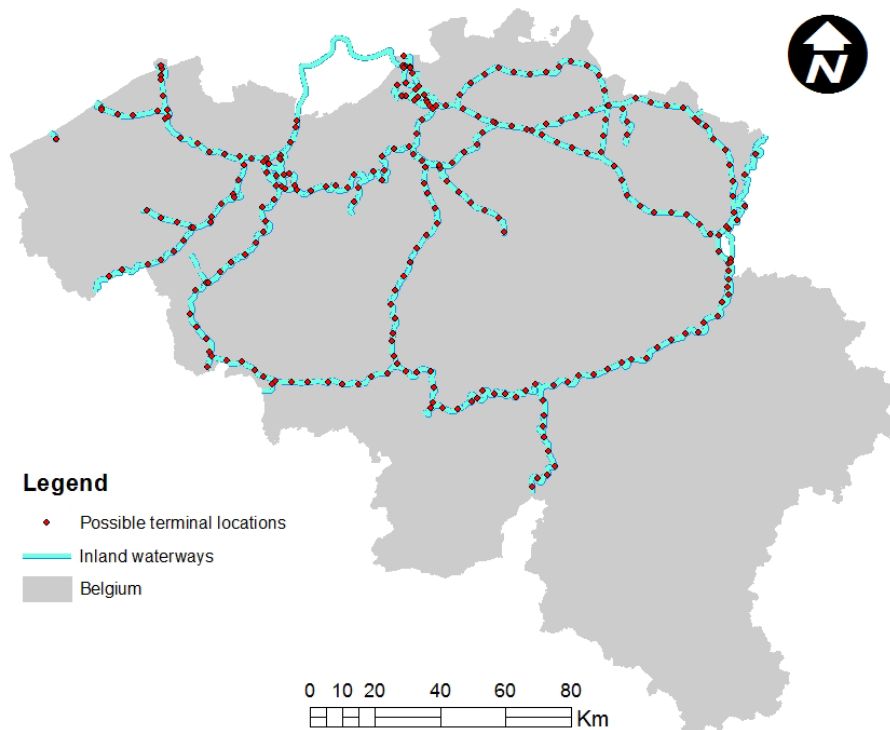 N
Legend
Possible terminal locations
Inland waterways
Belgium
0 10 20 40 60 80
Km